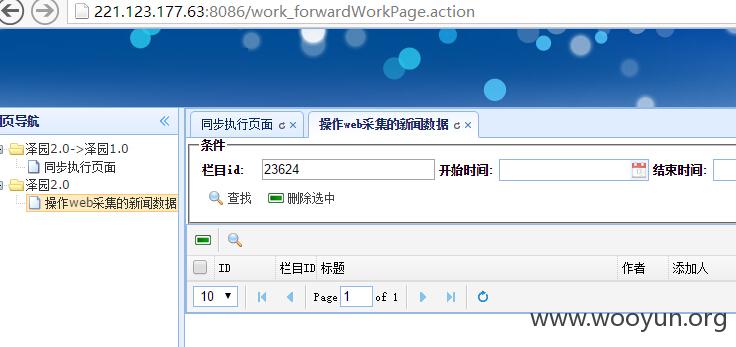 221.123.177.63:8086/work_forwardWorkPage.action
页导航
同步执行页面 操作web采集的新闻数据
泽园2.0->泽园1.0
同步执行页面
泽园2.0
操作web采集的新闻数据
条件
栏目id: 23624 开始时间: 结束时间:
查找 删除选中
ID 栏目ID 标题 作者 添加人
10 Page 1 of 1
www.wooyun.org